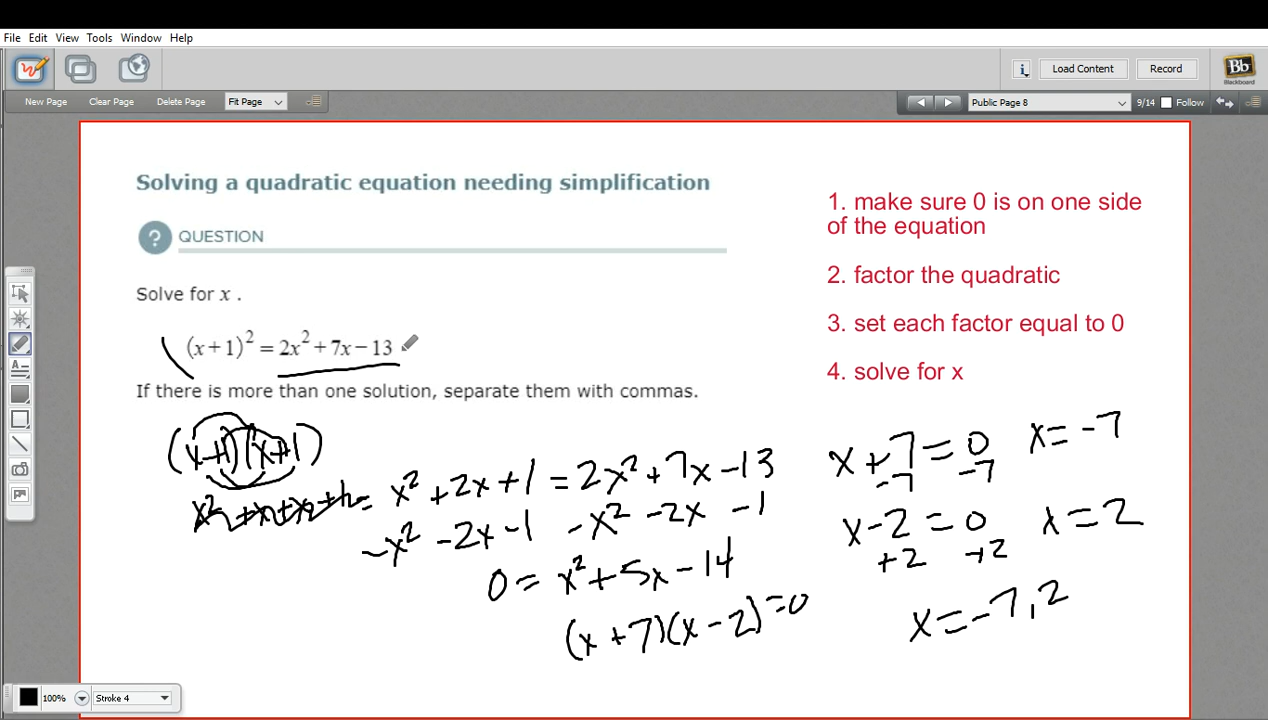 File Edit View Tools Window Help
Load Content
Record
Bb
Blackboard
New Page Clear Page Delete Page Fit Page
Public Page 8 9/14 Follow
Solving a quadratic equation needing simplification
? QUESTION
Solve for x .
(x+1)² = 2x²+7x−13
If there is more than one solution, separate them with commas.
1. make sure 0 is on one side
of the equation
2. factor the quadratic
3. set each factor equal to 0
4. solve for x
(x+1)(x+1)
x²+x+x+1= x²+2x+1=2x²+7x-13
-x²-2x-1 -x²-2x-1
0=x²+5x-14
(x+7)(x-2)=0
x+7=0 x=-7
-7 -7
x-2=0 x=2
+2 +2
x=-7,2
100% Stroke 4